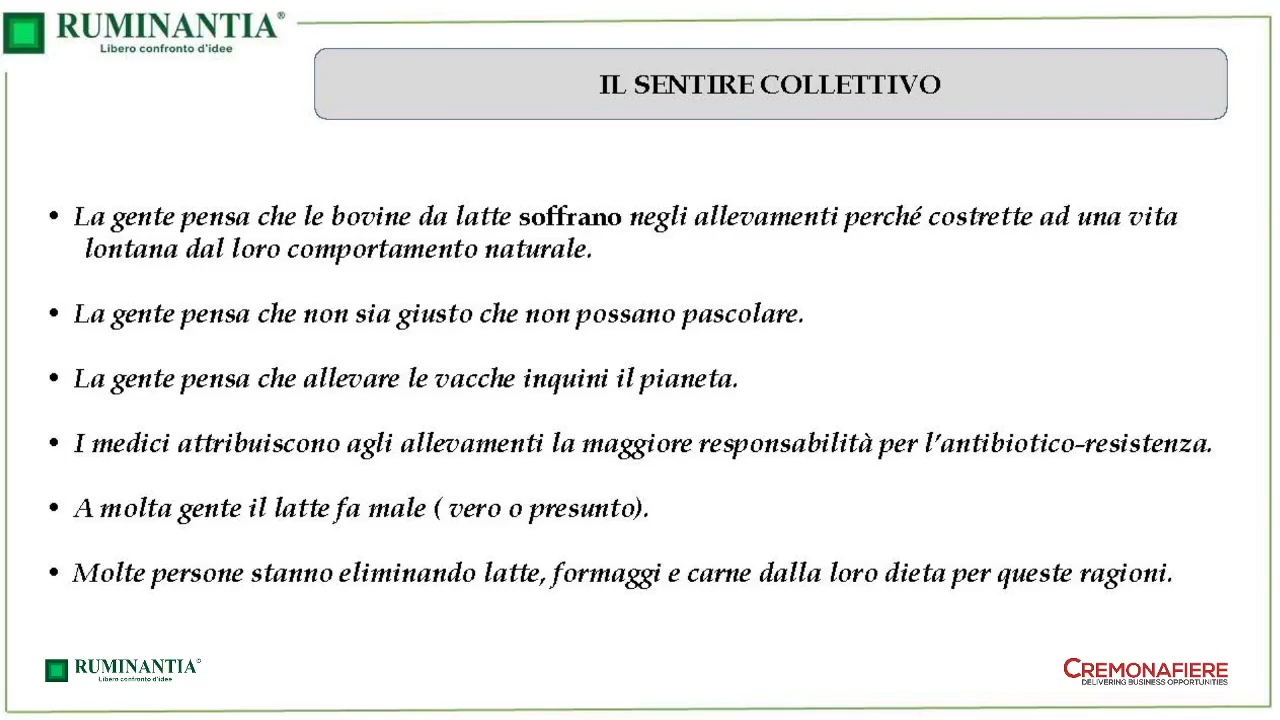 RUMINANTIA®
Libero confronto d'idee
IL SENTIRE COLLETTIVO
• La gente pensa che le bovine da latte soffrano negli allevamenti perché costrette ad una vita
lontana dal loro comportamento naturale.
• La gente pensa che non sia giusto che non possano pascolare.
• La gente pensa che allevare le vacche inquini il pianeta.
• I medici attribuiscono agli allevamenti la maggiore responsabilità per l’antibiotico-resistenza.
• A molta gente il latte fa male ( vero o presunto).
• Molte persone stanno eliminando latte, formaggi e carne dalla loro dieta per queste ragioni.
RUMINANTIA®
Libero confronto d'idee
CREMONAFIERE
DELIVERING BUSINESS OPPORTUNITIES